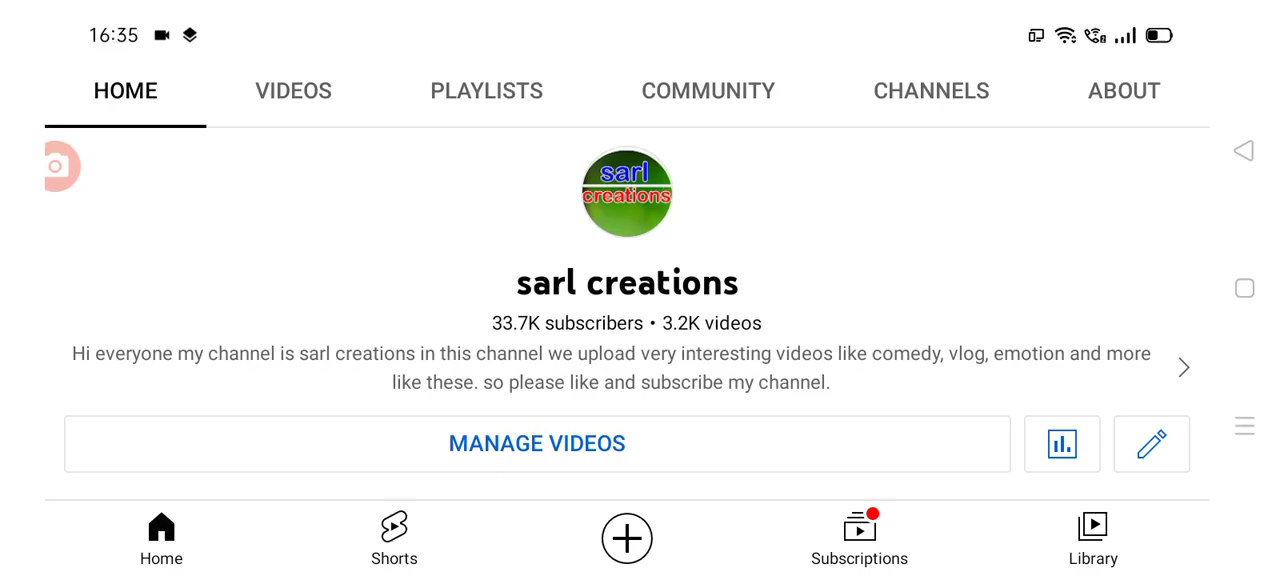 16:35
HOME VIDEOS PLAYLISTS COMMUNITY CHANNELS ABOUT
sarl
creations
sarl creations
33.7K subscribers • 3.2K videos
Hi everyone my channel is sarl creations in this channel we upload very interesting videos like comedy, vlog, emotion and more
like these. so please like and subscribe my channel.
MANAGE VIDEOS
Home Shorts Subscriptions Library